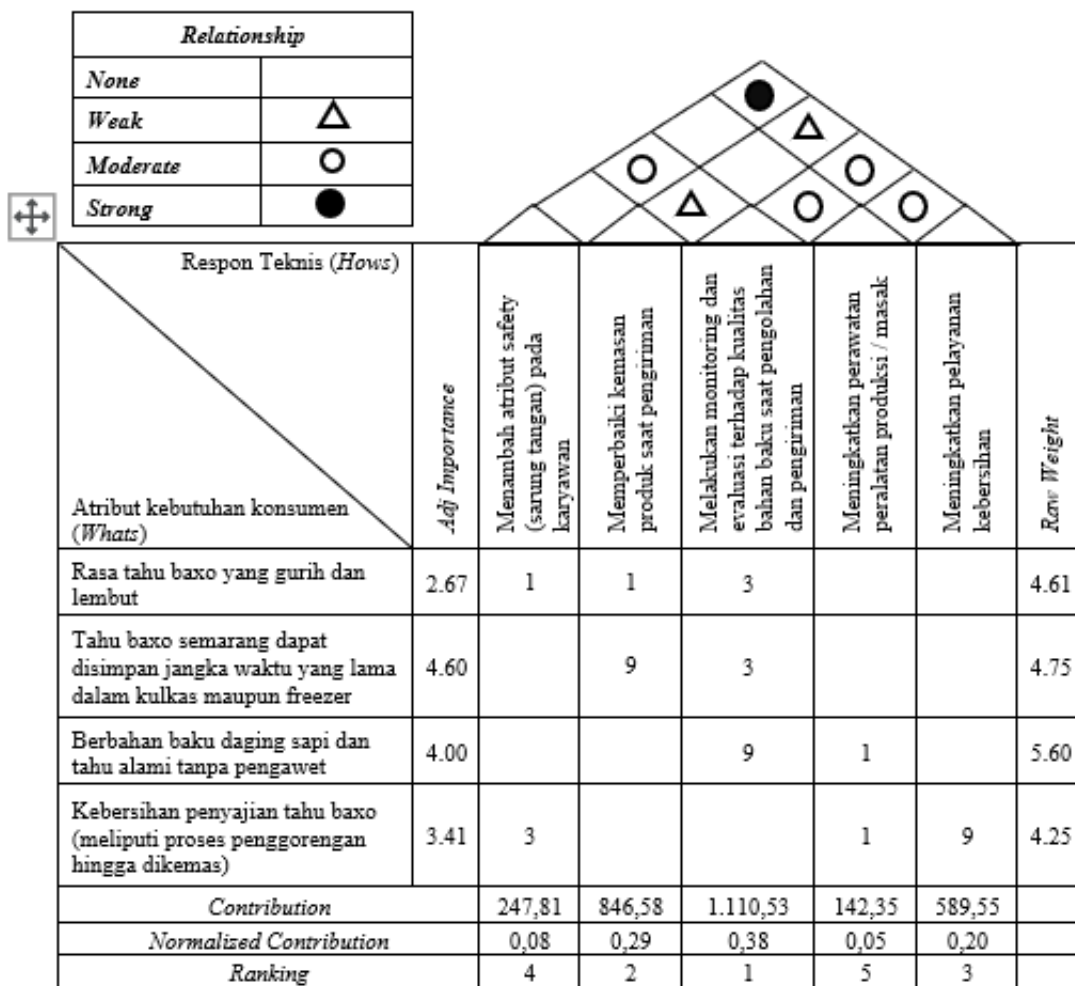 Relationship
None
Weak
Moderate
Strong
Respon Teknis (Hows)
Atribut kebutuhan konsumen
(Whats)
Adj Importance
Menambah atribut safety
(sarung tangan) pada
karyawan
Memperbaiki kemasan
produk saat pengiriman
Melakukan monitoring dan
evaluasi terhadap kualitas
bahan baku saat pengolahan
dan pengiriman
Meningkatkan perawatan
peralatan produksi / masak
Meningkatkan pelayanan
kebersihan
Raw Weight
Rasa tahu baxo yang gurih dan
lembut
2.67 1 1 3 4.61
Tahu baxo semarang dapat
disimpan jangka waktu yang lama
dalam kulkas maupun freezer
4.60 9 3 4.75
Berbahan baku daging sapi dan
tahu alami tanpa pengawet
4.00 9 1 5.60
Kebersihan penyajian tahu baxo
(meliputi proses penggorengan
hingga dikemas)
3.41 3 1 9 4.25
Contribution 247,81 846,58 1.110,53 142,35 589,55
Normalized Contribution 0,08 0,29 0,38 0,05 0,20
Ranking 4 2 1 5 3